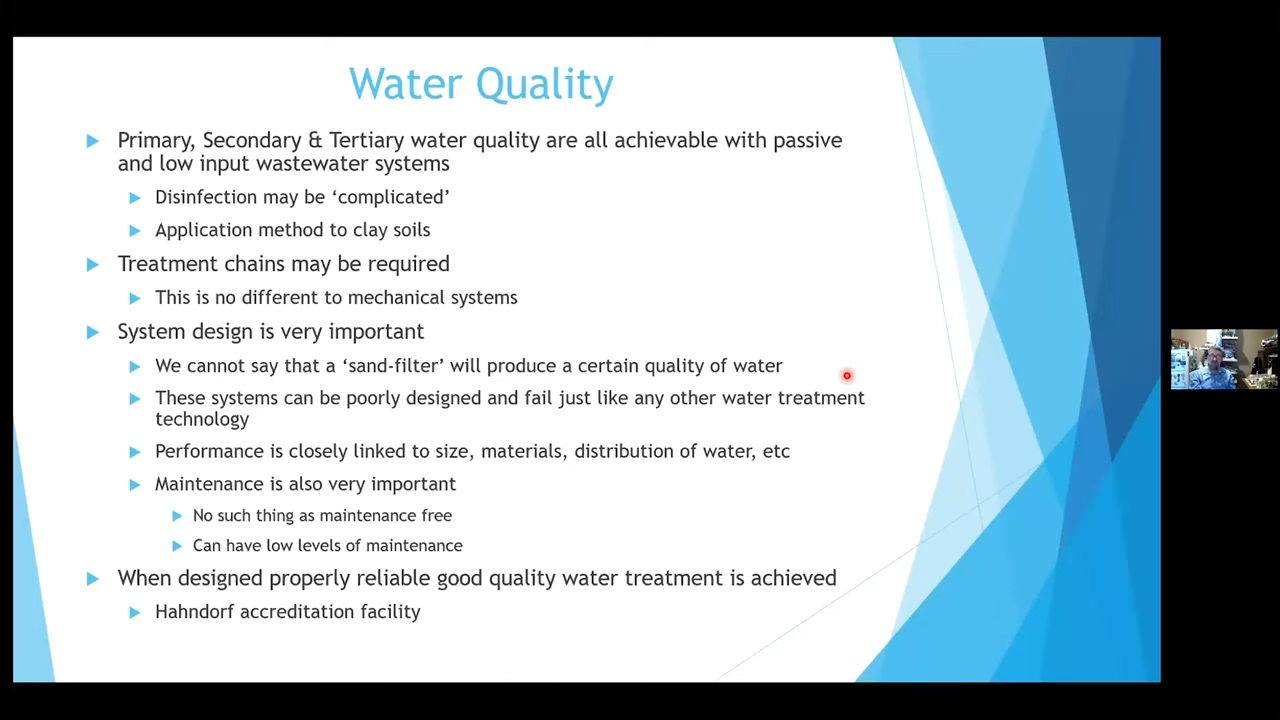 Water Quality
Primary, Secondary & Tertiary water quality are all achievable with passive
and low input wastewater systems
Disinfection may be ‘complicated’
Application method to clay soils
Treatment chains may be required
This is no different to mechanical systems
System design is very important
We cannot say that a ‘sand-filter’ will produce a certain quality of water
These systems can be poorly designed and fail just like any other water treatment
technology
Performance is closely linked to size, materials, distribution of water, etc
Maintenance is also very important
No such thing as maintenance free
Can have low levels of maintenance
When designed properly reliable good quality water treatment is achieved
Hahndorf accreditation facility